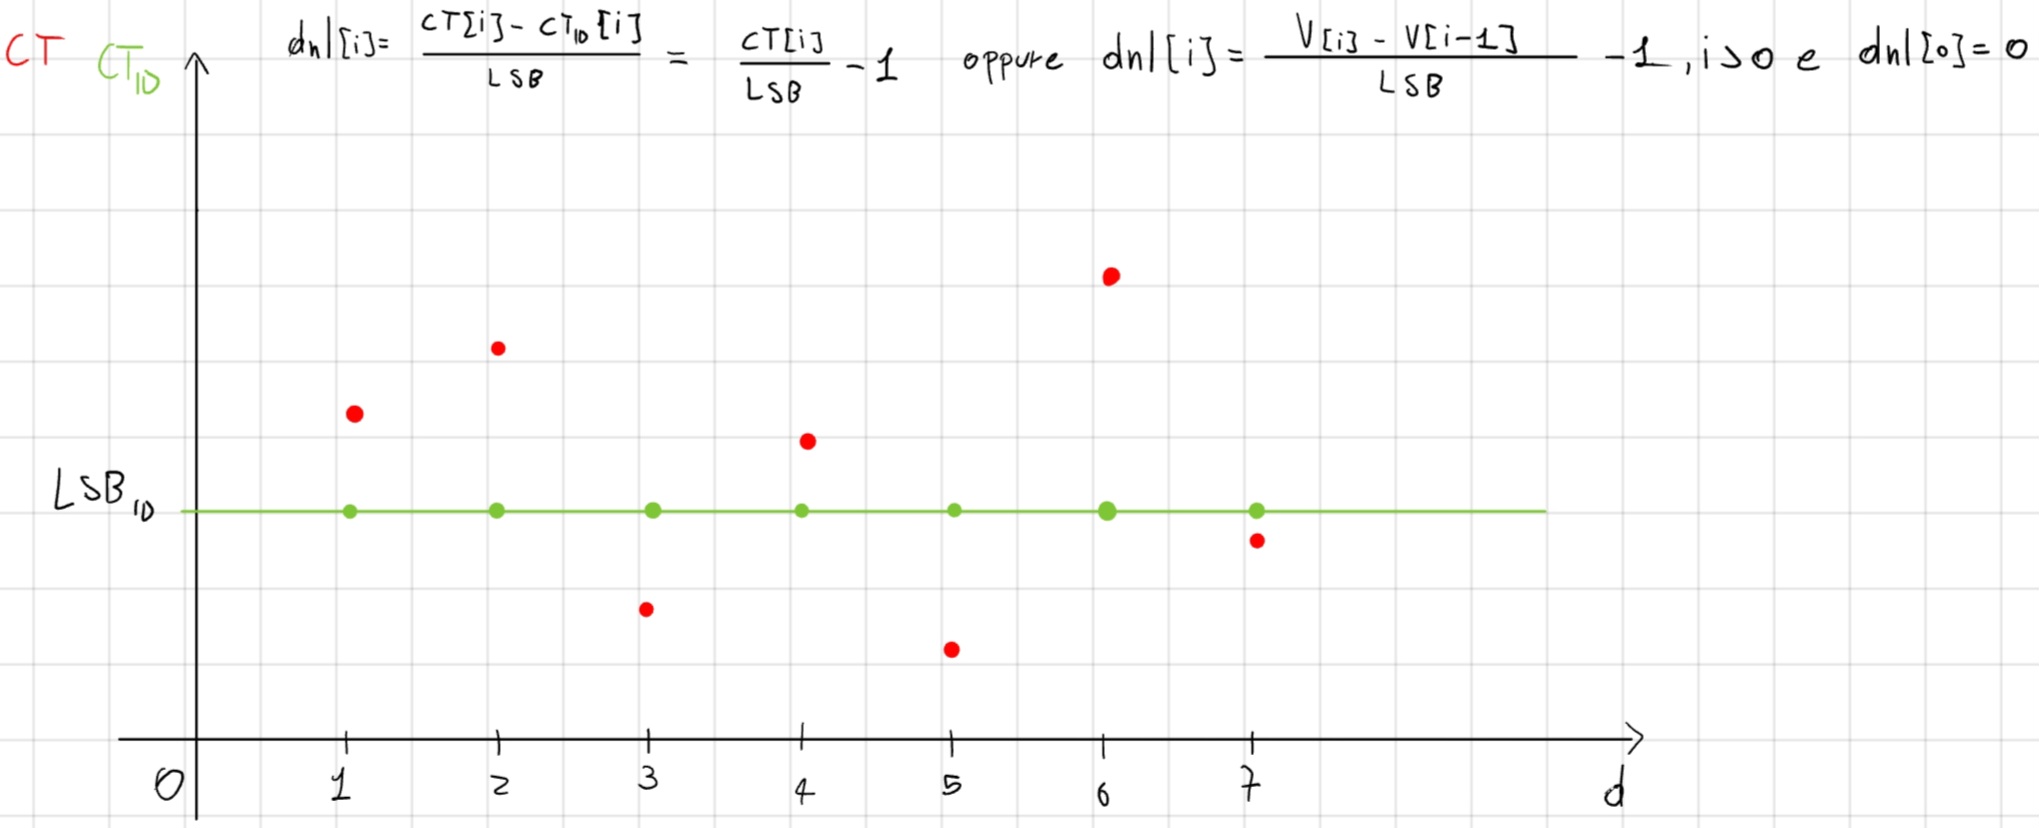 CT CT_ID dnl[i]= (CT[i] - CT_ID[i]) / LSB = CT[i] / LSB - 1 oppure dnl[i]= (V[i] - V[i-1]) / LSB - 1 , i>0 e dnl[0]=0
LSB_ID
0 1 2 3 4 5 6 7 d